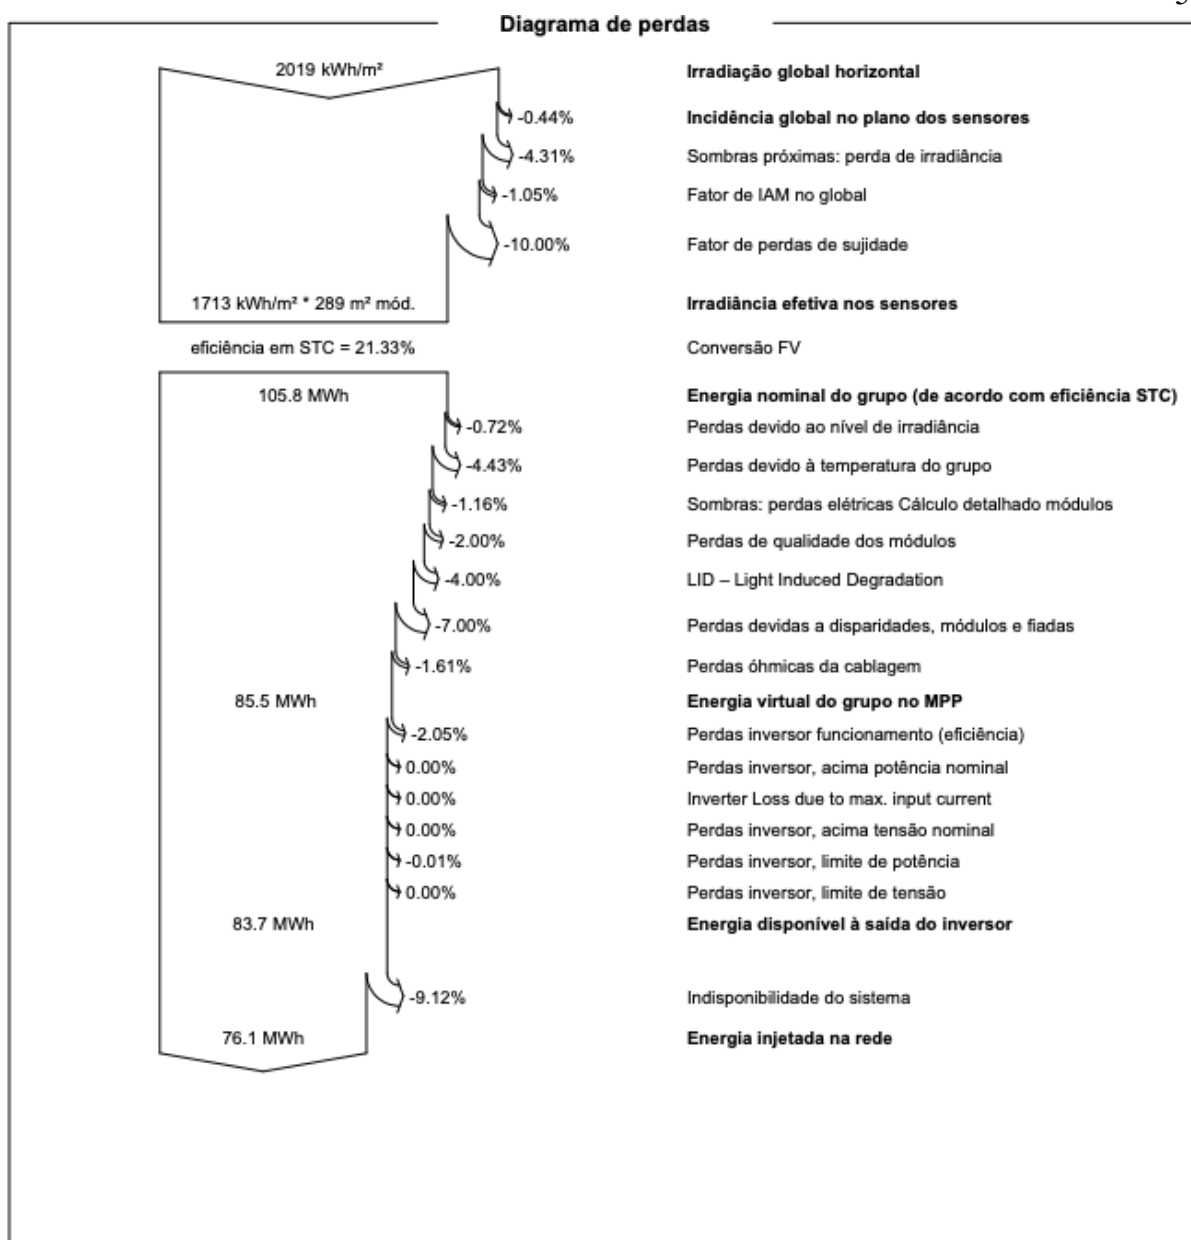 Diagrama de perdas
2019 kWh/m² Irradiação global horizontal
-0.44% Incidência global no plano dos sensores
-4.31% Sombras próximas: perda de irradiância
-1.05% Fator de IAM no global
-10.00% Fator de perdas de sujidade
1713 kWh/m² * 289 m² mód. Irradiância efetiva nos sensores
eficiência em STC = 21.33% Conversão FV
105.8 MWh Energia nominal do grupo (de acordo com eficiência STC)
-0.72% Perdas devido ao nível de irradiância
-4.43% Perdas devido à temperatura do grupo
-1.16% Sombras: perdas elétricas Cálculo detalhado módulos
-2.00% Perdas de qualidade dos módulos
-4.00% LID – Light Induced Degradation
-7.00% Perdas devidas a disparidades, módulos e fiadas
-1.61% Perdas óhmicas da cablagem
85.5 MWh Energia virtual do grupo no MPP
-2.05% Perdas inversor funcionamento (eficiência)
0.00% Perdas inversor, acima potência nominal
0.00% Inverter Loss due to max. input current
0.00% Perdas inversor, acima tensão nominal
-0.01% Perdas inversor, limite de potência
0.00% Perdas inversor, limite de tensão
83.7 MWh Energia disponível à saída do inversor
-9.12% Indisponibilidade do sistema
76.1 MWh Energia injetada na rede